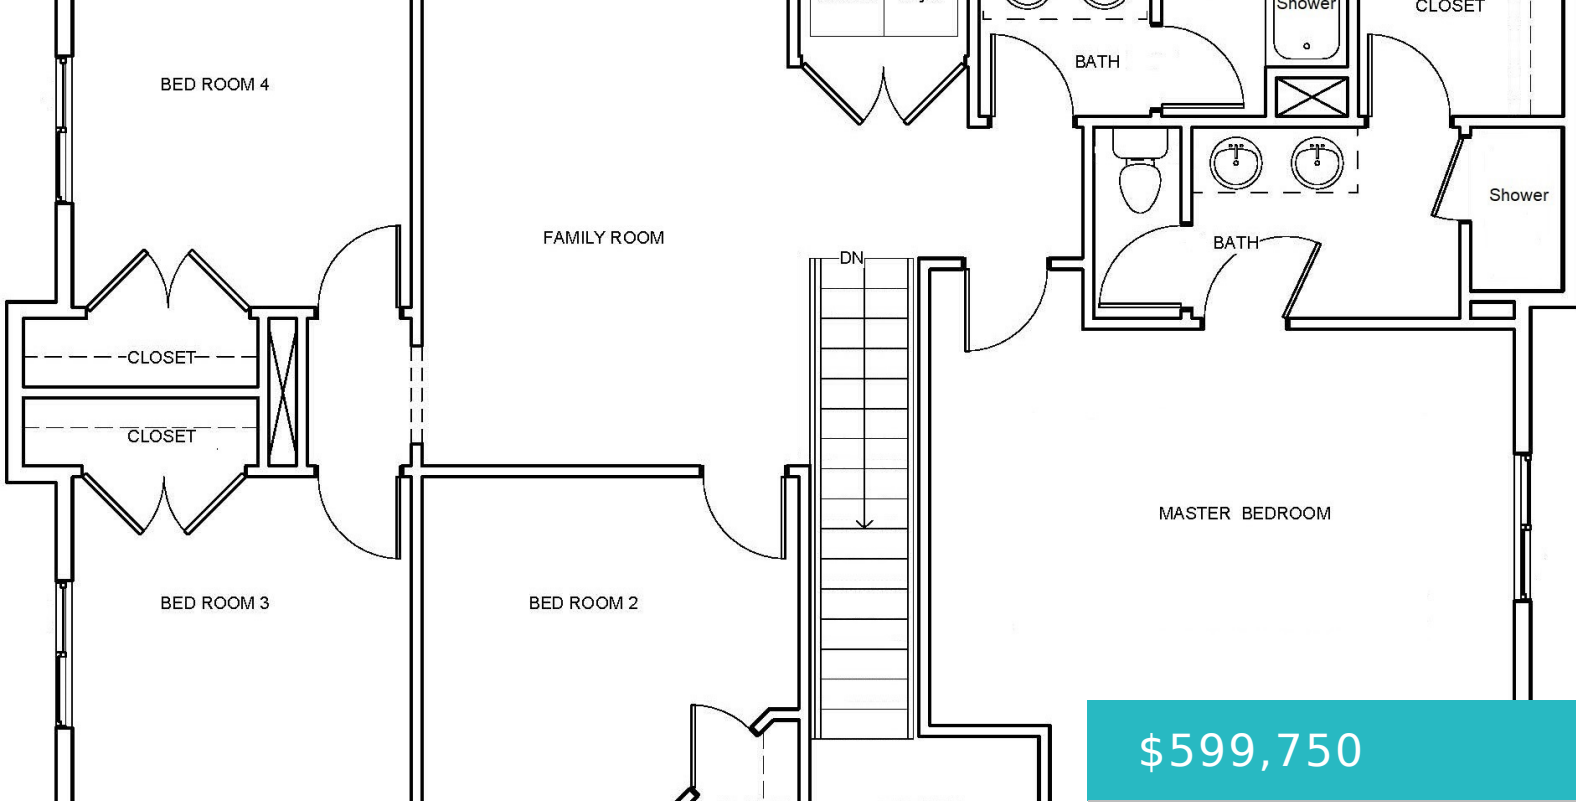 Shower
CLOSET
BATH
BED ROOM 4
Shower
FAMILY ROOM
BATH
DN
CLOSET
CLOSET
MASTER BEDROOM
BED ROOM 3
BED ROOM 2
$599,750